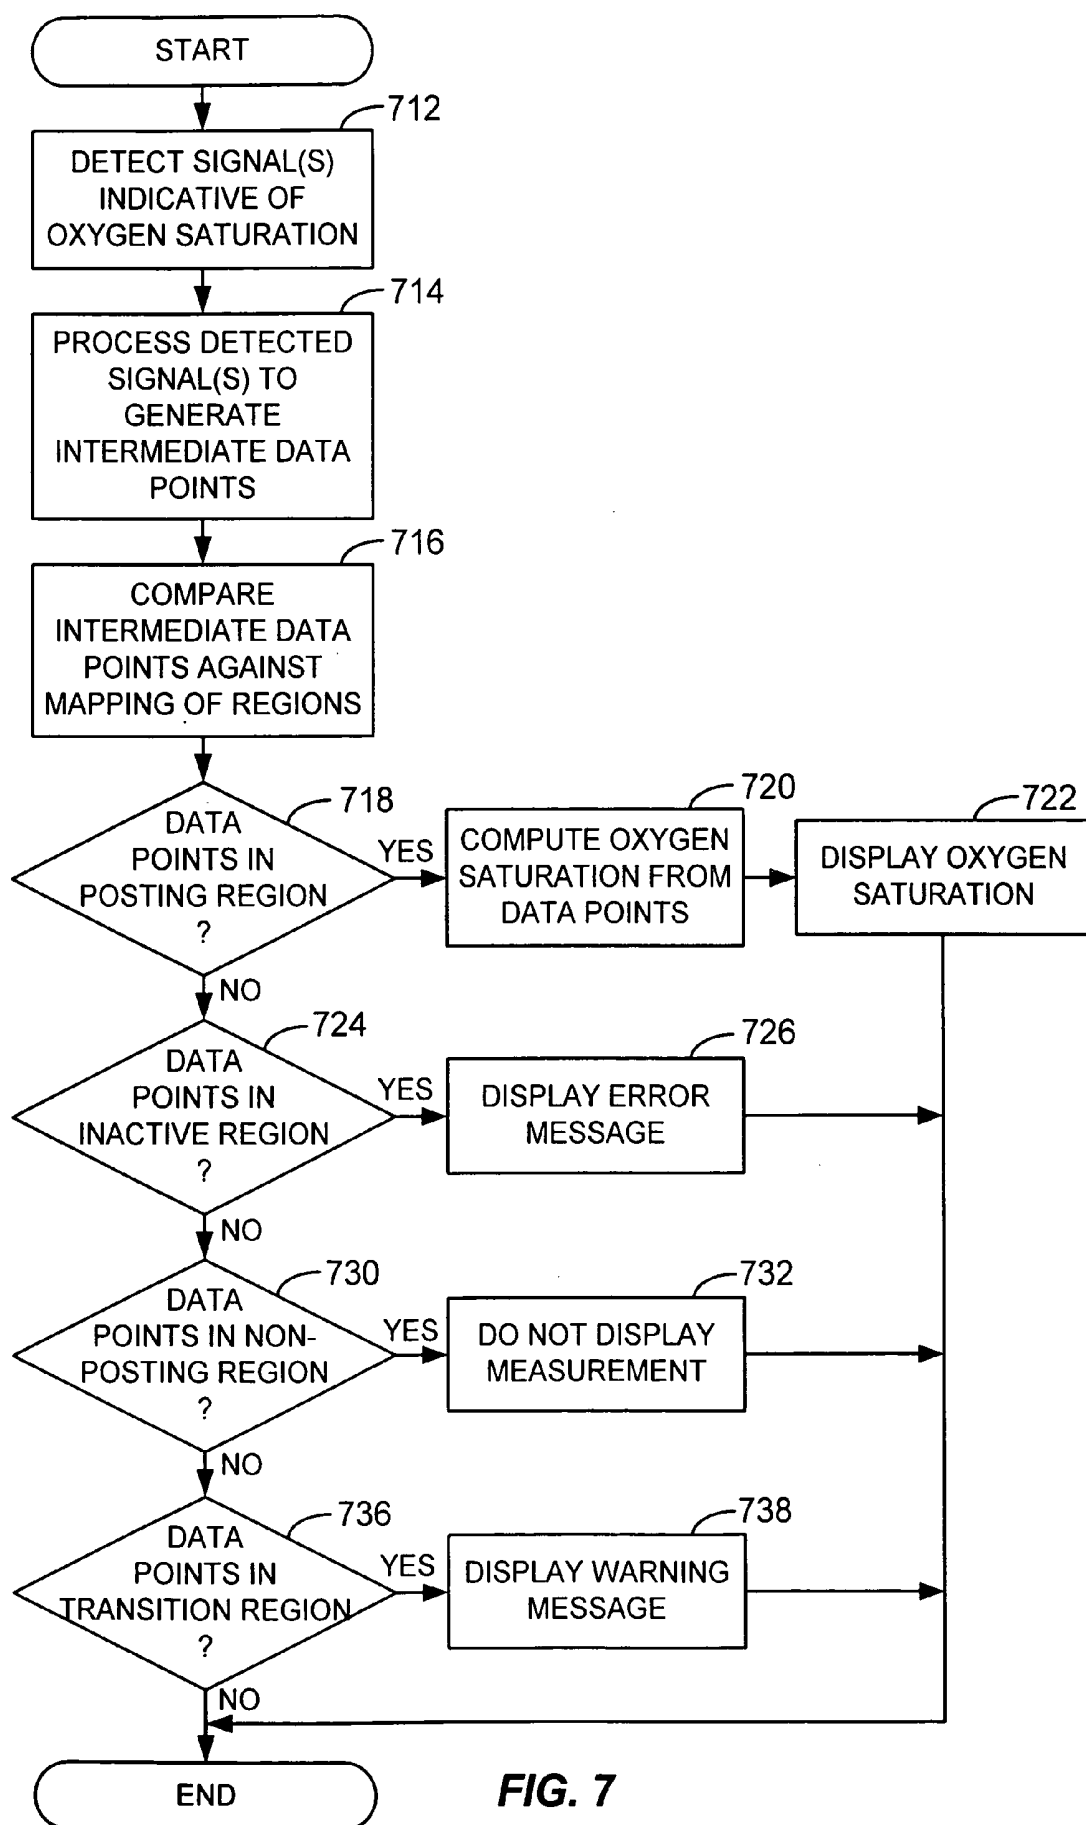 START
712
DETECT SIGNAL(S)
INDICATIVE OF
OXYGEN SATURATION
714
PROCESS DETECTED
SIGNAL(S) TO
GENERATE
INTERMEDIATE DATA
POINTS
716
COMPARE
INTERMEDIATE DATA
POINTS AGAINST
MAPPING OF REGIONS
718
DATA
POINTS IN
POSTING REGION
?
YES
720
COMPUTE OXYGEN
SATURATION FROM
DATA POINTS
722
DISPLAY OXYGEN
SATURATION
NO
724
DATA
POINTS IN
INACTIVE REGION
?
YES
726
DISPLAY ERROR
MESSAGE
NO
730
DATA
POINTS IN NON-
POSTING REGION
?
YES
732
DO NOT DISPLAY
MEASUREMENT
NO
736
DATA
POINTS IN
TRANSITION REGION
?
YES
738
DISPLAY WARNING
MESSAGE
NO
END
FIG. 7